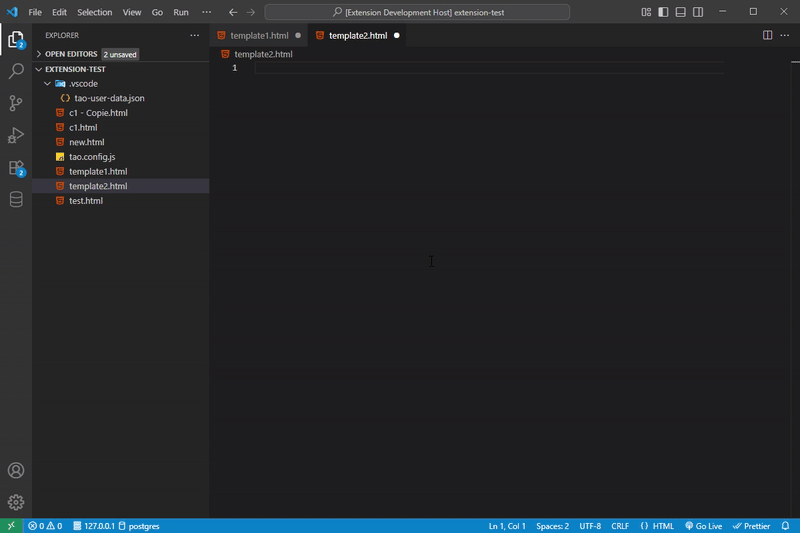 File Edit Selection View Go Run ··· [Extension Development Host] extension-test
EXPLORER ···
OPEN EDITORS 2 unsaved
EXTENSION-TEST
.vscode
tao-user-data.json
c1 - Copie.html
c1.html
new.html
tao.config.js
template1.html
template2.html
test.html
template1.html template2.html ···
template2.html
1
2
2
0 0 127.0.0.1 postgres Ln 1, Col 1 Spaces: 2 UTF-8 CRLF HTML Go Live Prettier